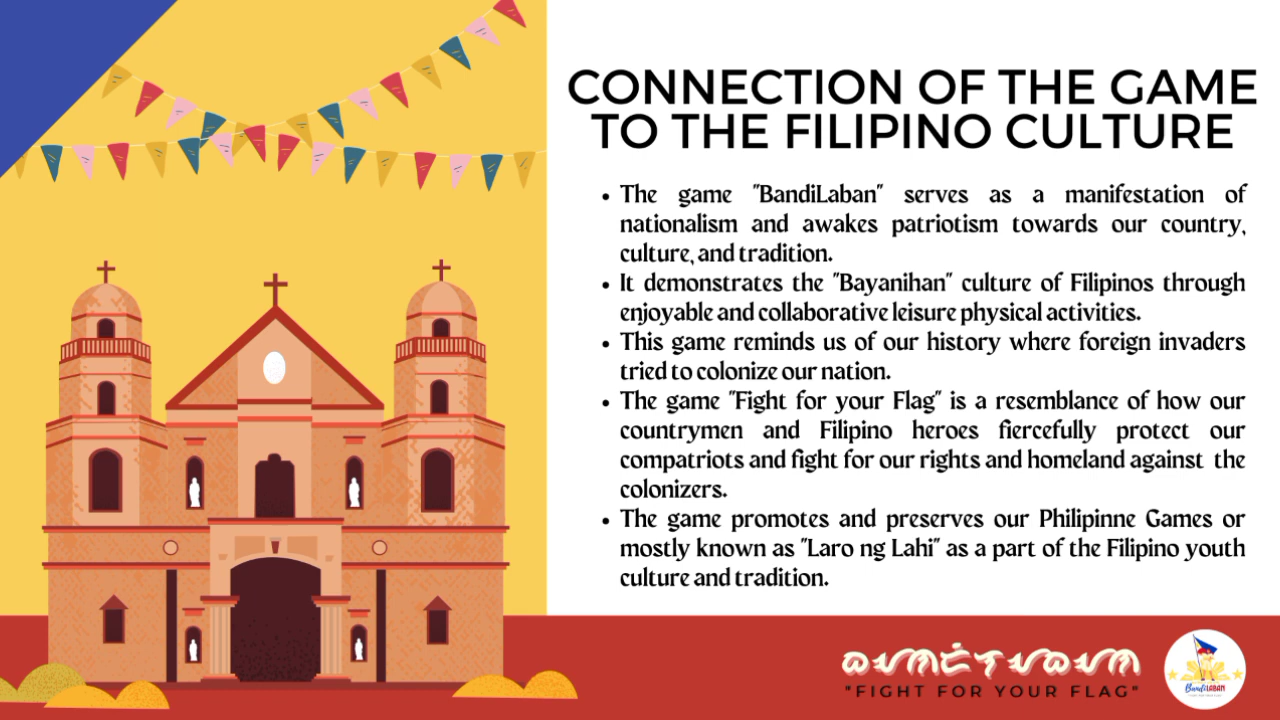 CONNECTION OF THE GAME
TO THE FILIPINO CULTURE
• The game "BandiLaban" serves as a manifestation of
nationalism and awakes patriotism towards our country,
culture, and tradition.
• It demonstrates the "Bayanihan" culture of Filipinos through
enjoyable and collaborative leisure physical activities.
• This game reminds us of our history where foreign invaders
tried to colonize our nation.
• The game "Fight for your Flag" is a resemblance of how our
countrymen and Filipino heroes fiercefully protect our
compatriots and fight for our rights and homeland against the
colonizers.
• The game promotes and preserves our Philipinne Games or
mostly known as "Laro ng Lahi" as a part of the Filipino youth
culture and tradition.
"FIGHT FOR YOUR FLAG"
BandiLABAN